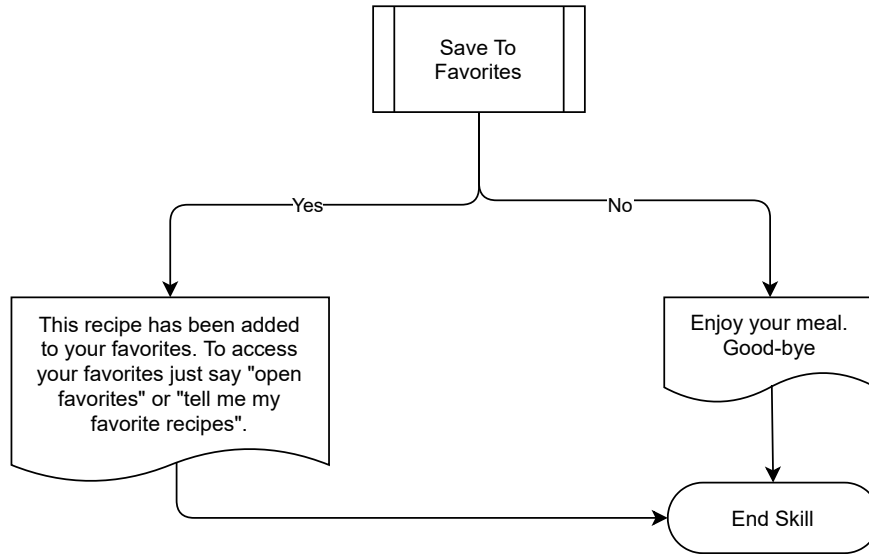 Save To
Favorites
Yes
No
This recipe has been added
to your favorites. To access
your favorites just say "open
favorites" or "tell me my
favorite recipes".
Enjoy your meal.
Good-bye
End Skill